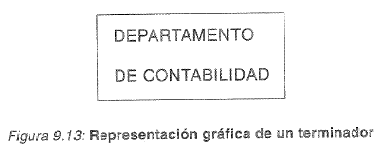 DEPARTAMENTO
DE CONTABILIDAD
Figura 9.13: Representación gráfica de un terminador